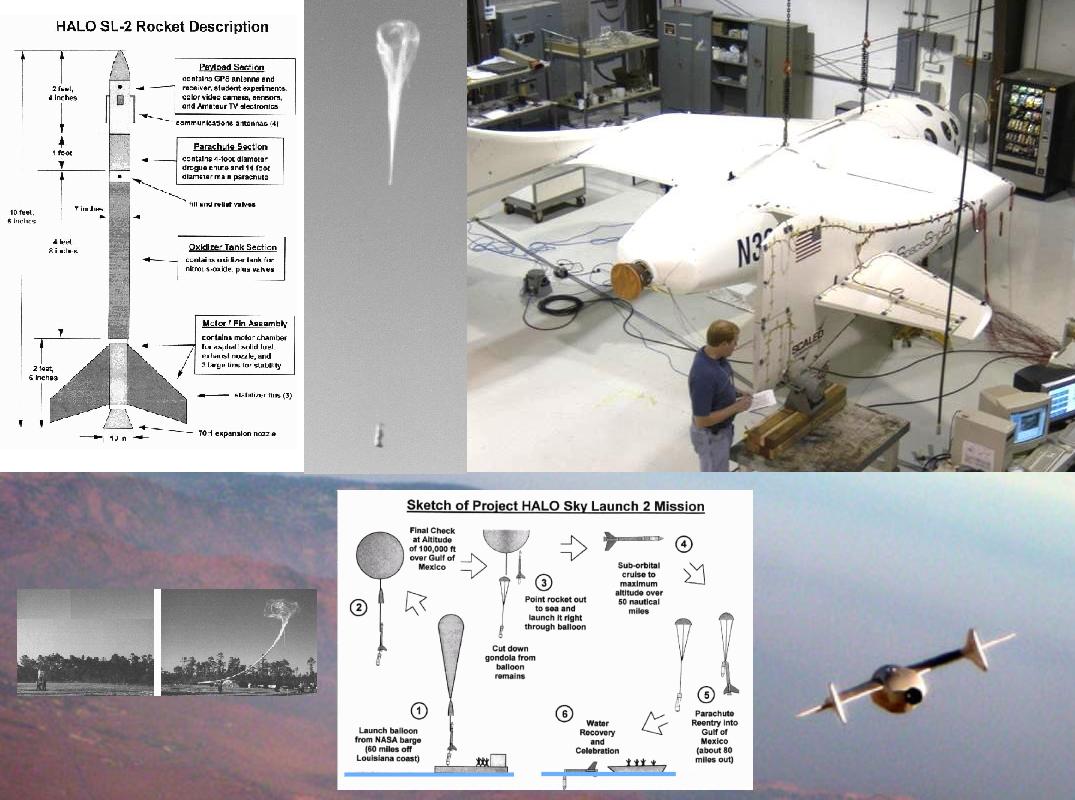 HALO SL-2 Rocket Description
Payload Section
contains GPS antenna and
receiver, student experiments,
color video camera, sensors,
and Amateur TV electronics
2 feet,
4 inches
communications antennas (4)
Parachute Section
contains 4-foot diameter
drogue chute and 14 foot
diameter main parachute
1 foot
fill and relief valves
7 inches
10 feet,
6 inches
4 feet
8 inches
Oxidizer Tank Section
contains oxidizer tank for
nitrous-oxide, plus valves
Motor / Fin Assembly
contains motor chamber
for asphalt solid fuel,
exhaust nozzle, and
3 large fins for stability
2 feet,
6 inches
stabilizer fins (3)
70:1 expansion nozzle
SCALED
Sketch of Project HALO Sky Launch 2 Mission
Final Check
at Altitude
of 100,000 ft
over Gulf of
Mexico
2
3
Point rocket out
to sea and
launch it right
through balloon
4
Sub-orbital
cruise to
maximum
altitude over
50 nautical
miles
Cut down
gondola from
balloon
remains
1
Launch balloon
from NASA barge
(60 miles off
Louisiana coast)
5
Parachute
Reentry into
Gulf of
Mexico
(about 80
miles out)
6
Water
Recovery
and
Celebration